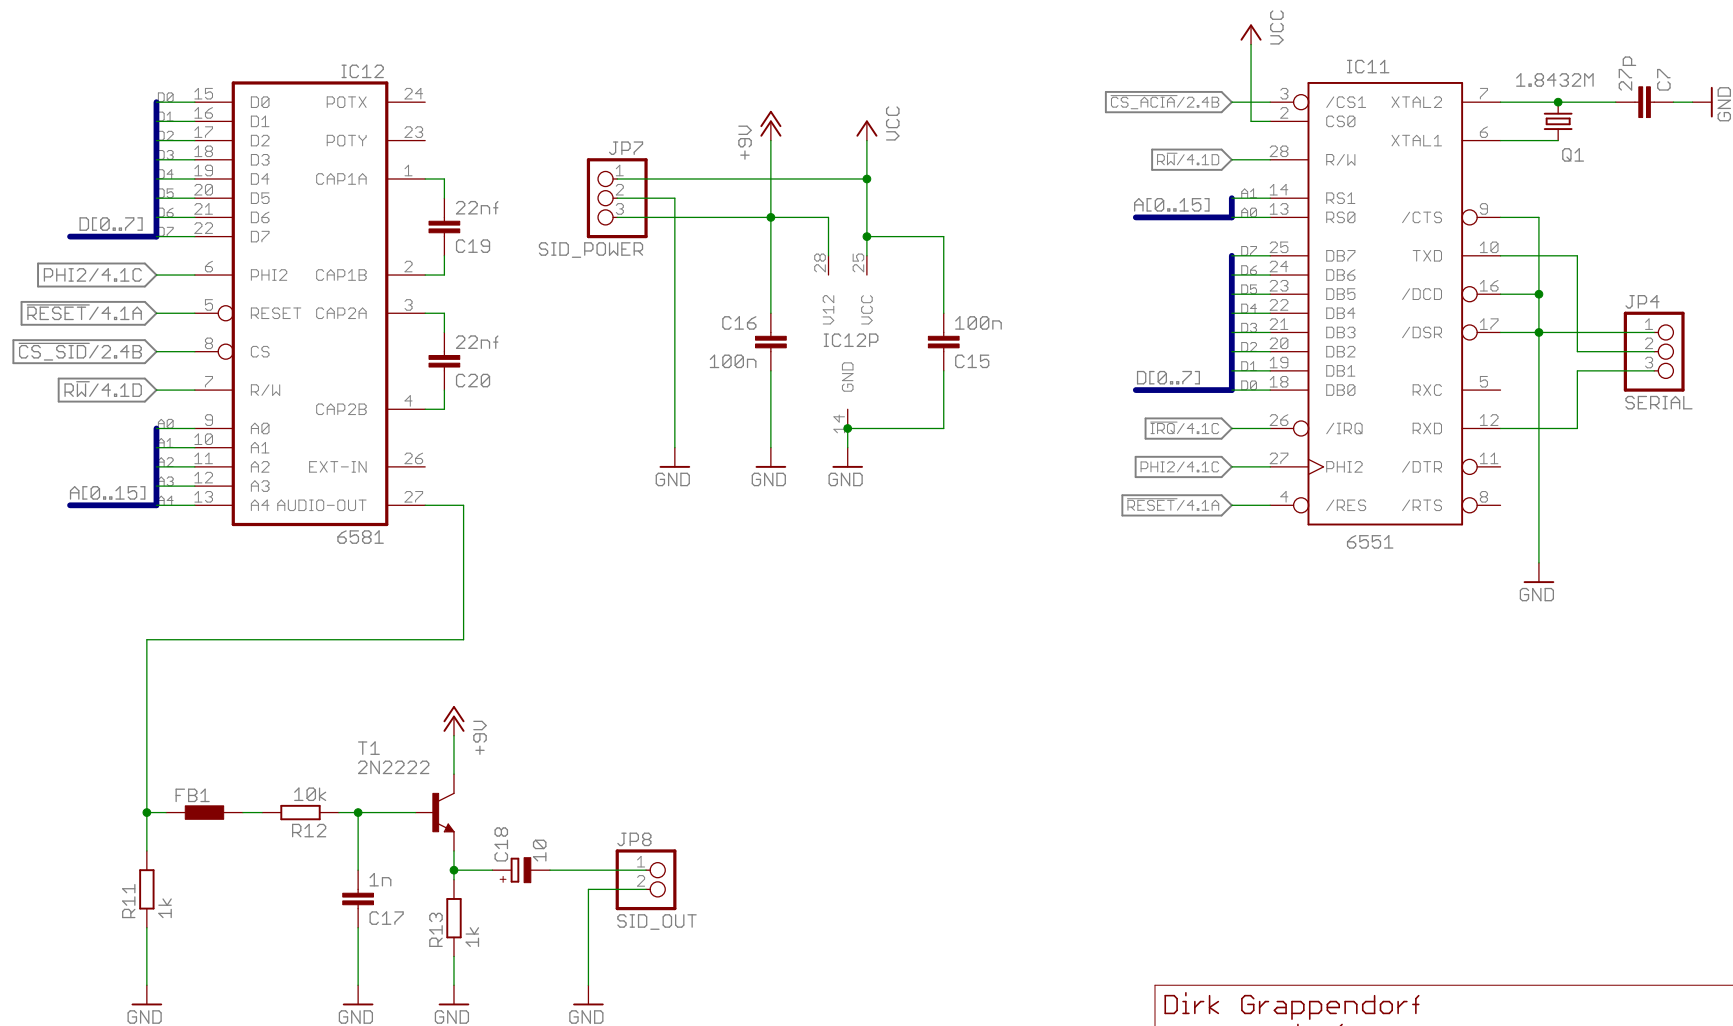 IC12
D0 15 D0 POTX 24
D1 16 D1
D2 17 D2 POTY 23
D3 18 D3
D4 19 D4 CAP1A 1
D5 20 D5
D6 21 D6
D7 22 D7
D[0..7]
22nf
C19
PHI2/4.1C 6 PHI2 CAP1B 2
RESET/4.1A 5 RESET CAP2A 3
CS_SID/2.4B 8 CS
22nf
C20
RW/4.1D 7 R/W
CAP2B 4
A0 9 A0
A1 10 A1
A2 11 A2 EXT-IN 26
A3 12 A3
A4 13 A4 AUDIO-OUT 27
A[0..15]
6581
JP7
1
2
3
SID_POWER
+9V
VCC
28
25
V12
VCC
IC12P
GND
14
C16
100n
100n
C15
GND
GND
GND
VCC
IC11
CS_ACIA/2.4B 3 /CS1 XTAL2 7
2 CS0
XTAL1 6
1.8432M
Q1
27p
C7
GND
RW/4.1D 28 R/W
A1 14 RS1
A0 13 RS0 /CTS 9
A[0..15]
D7 25 DB7 TXD 10
D6 24 DB6
D5 23 DB5 /DCD 16
D4 22 DB4
D3 21 DB3 /DSR 17
D2 20 DB2
D1 19 DB1
D0 18 DB0 RXC 5
D[0..7]
IRQ/4.1C 26 /IRQ RXD 12
PHI2/4.1C 27 PHI2 /DTR 11
RESET/4.1A 4 /RES /RTS 8
6551
JP4
1
2
3
SERIAL
GND
+9V
T1
2N2222
FB1
10k
R12
R11
1k
1n
C17
R13
1k
C18
+
10
JP8
1
2
SID_OUT
GND
GND
GND
GND
Dirk Grappendorf